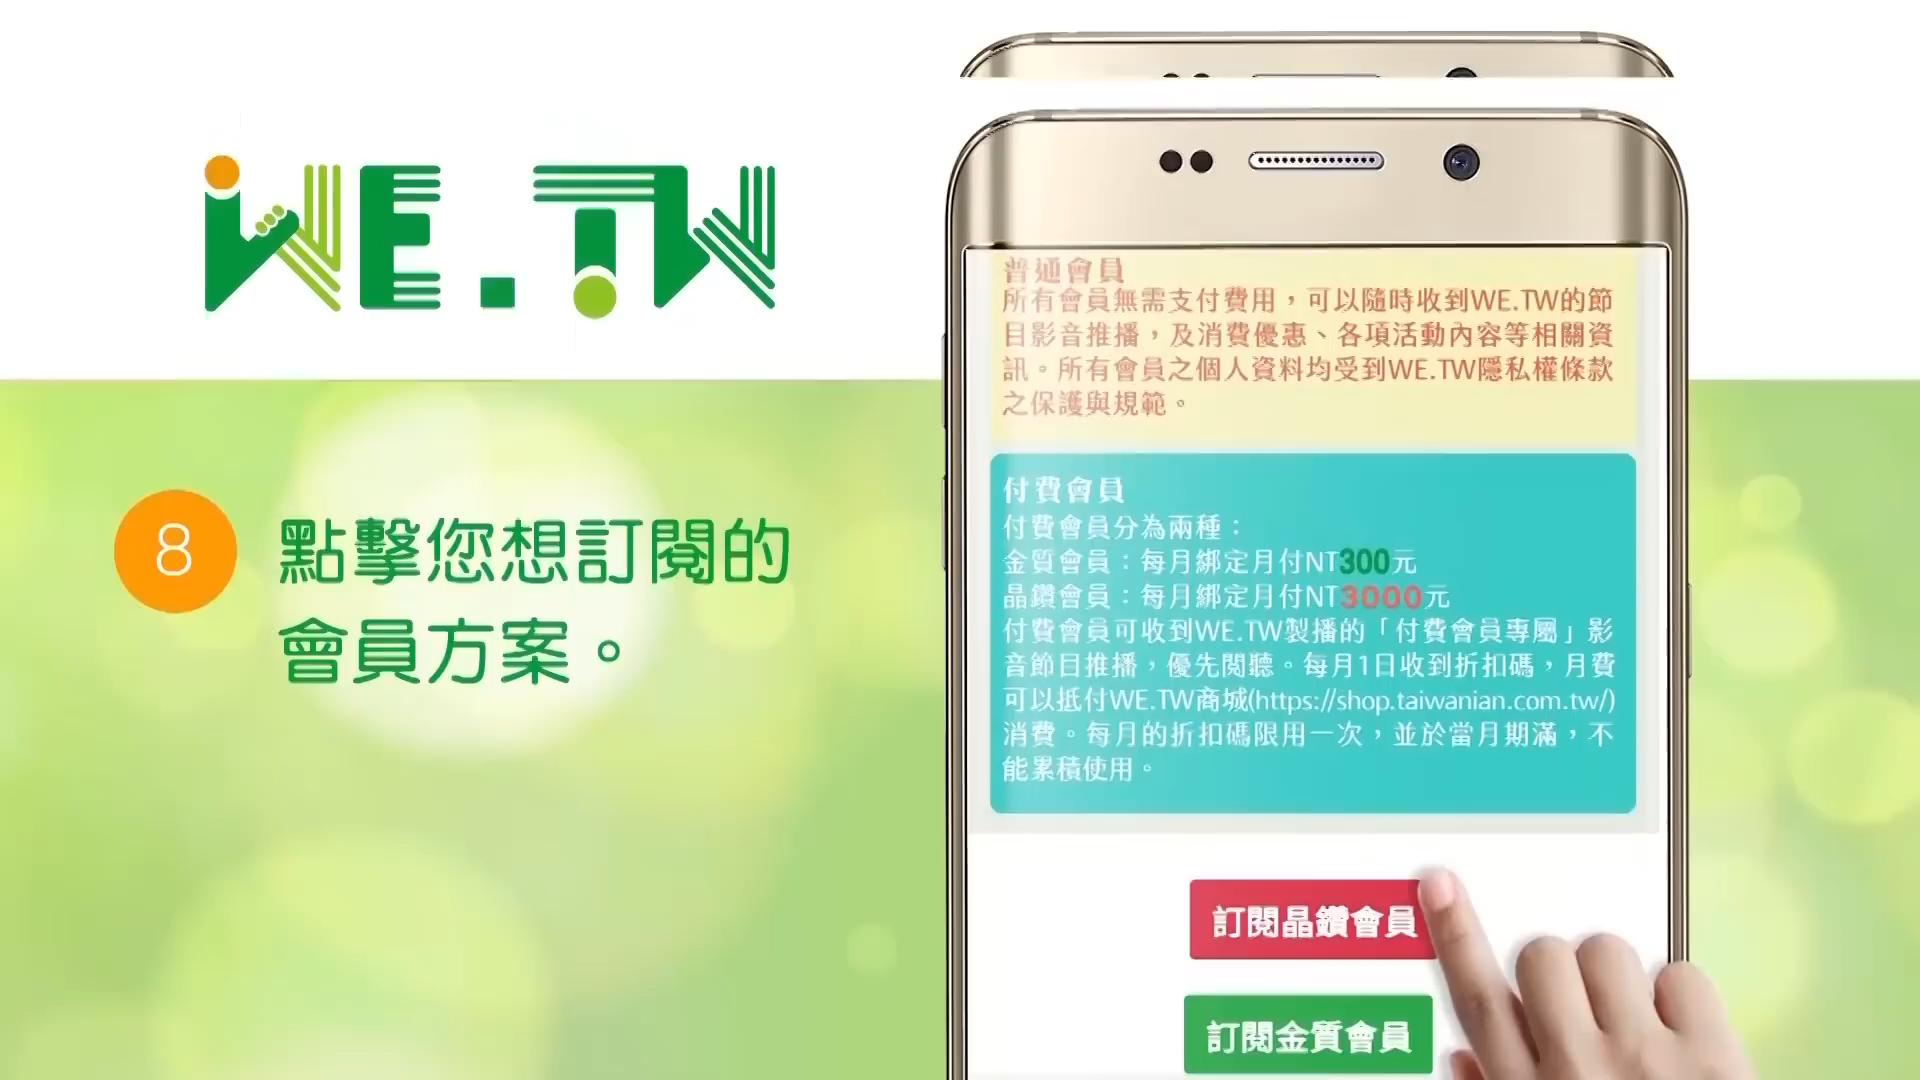 WE.TW
8
點擊您想訂閱的
會員方案。
普通會員
所有會員無需支付費用，可以隨時收到WE.TW的節
目影音推播，及消費優惠、各項活動內容等相關資
訊。所有會員之個人資料均受到WE.TW隱私權條款
之保護與規範。
付費會員
付費會員分為兩種：
金質會員：每月綁定月付NT300元
晶鑽會員：每月綁定月付NT3000元
付費會員可收到WE.TW製播的「付費會員專屬」影
音節目推播，優先閱聽。每月1日收到折扣碼，月費
可以抵付WE.TW商城(https://shop.taiwanian.com.tw/)
消費。每月的折扣碼限用一次，並於當月期滿，不
能累積使用。
訂閱晶鑽會員
訂閱金質會員